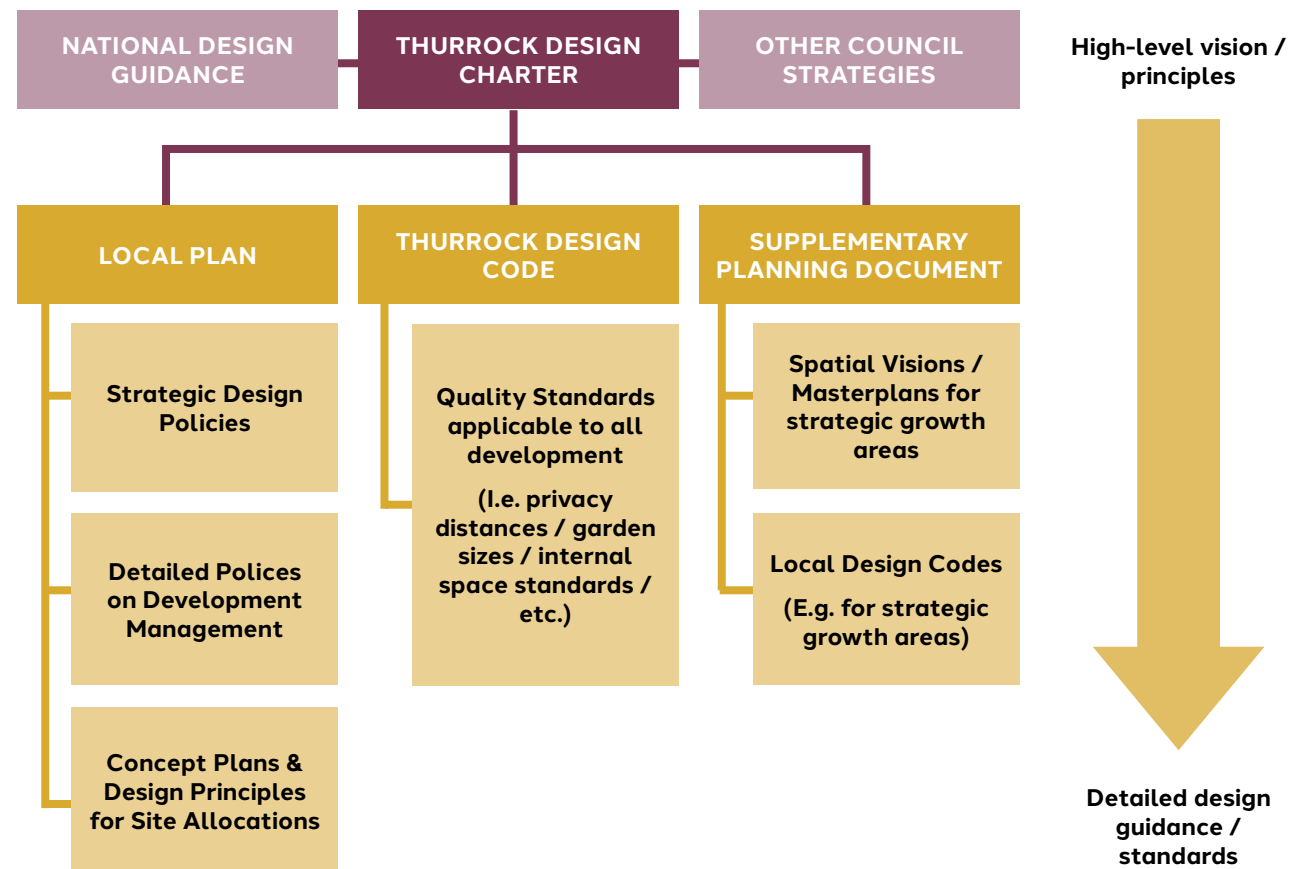 NATIONAL DESIGN
GUIDANCE
THURROCK DESIGN
CHARTER
OTHER COUNCIL
STRATEGIES
High-level vision /
principles
LOCAL PLAN
THURROCK DESIGN
CODE
SUPPLEMENTARY
PLANNING DOCUMENT
Strategic Design
Policies
Detailed Polices
on Development
Management
Concept Plans &
Design Principles
for Site Allocations
Quality Standards
applicable to all
development
(I.e. privacy
distances / garden
sizes / internal
space standards /
etc.)
Spatial Visions /
Masterplans for
strategic growth
areas
Local Design Codes
(E.g. for strategic
growth areas)
Detailed design
guidance /
standards